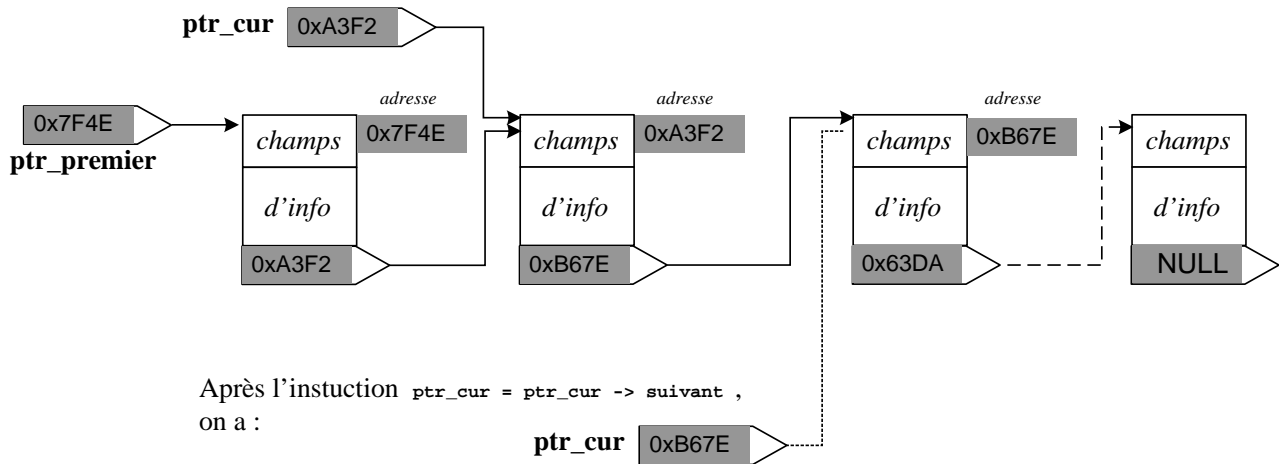 ptr_cur 0xA3F2
adresse adresse adresse
0x7F4E champs 0x7F4E champs 0xA3F2 champs 0xB67E champs
ptr_premier
d’info d’info d’info d’info
0xA3F2 0xB67E 0x63DA NULL
Après l’instuction ptr_cur = ptr_cur -> suivant ,
on a :
ptr_cur 0xB67E